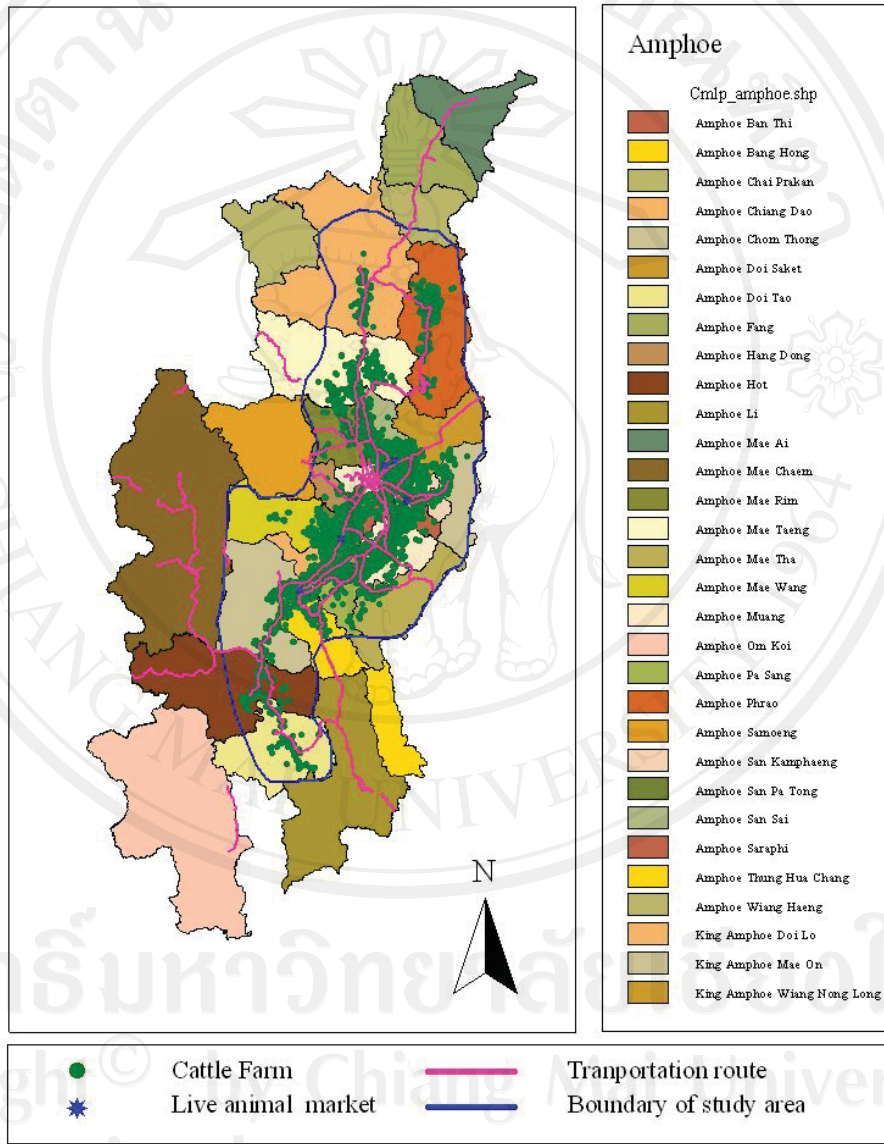 Amphoe
Cmlp_amphoe.shp
Amphoe Ban Thi
Amphoe Bang Hong
Amphoe Chai Prakan
Amphoe Chiang Dao
Amphoe Chom Thong
Amphoe Doi Saket
Amphoe Doi Tao
Amphoe Fang
Amphoe Hang Dong
Amphoe Hot
Amphoe Li
Amphoe Mae Ai
Amphoe Mae Chaem
Amphoe Mae Rim
Amphoe Mae Taeng
Amphoe Mae Tha
Amphoe Mae Wang
Amphoe Muang
Amphoe Om Koi
Amphoe Pa Sang
Amphoe Phrao
Amphoe Samoeng
Amphoe San Kamphaeng
Amphoe San Pa Tong
Amphoe San Sai
Amphoe Saraphi
Amphoe Thung Hua Chang
Amphoe Wiang Haeng
King Amphoe Doi Lo
King Amphoe Mae On
King Amphoe Wiang Nong Long
N
Cattle Farm
Tranportation route
Live animal market
Boundary of study area
CHIANG MAI UNIVERSITY 1964